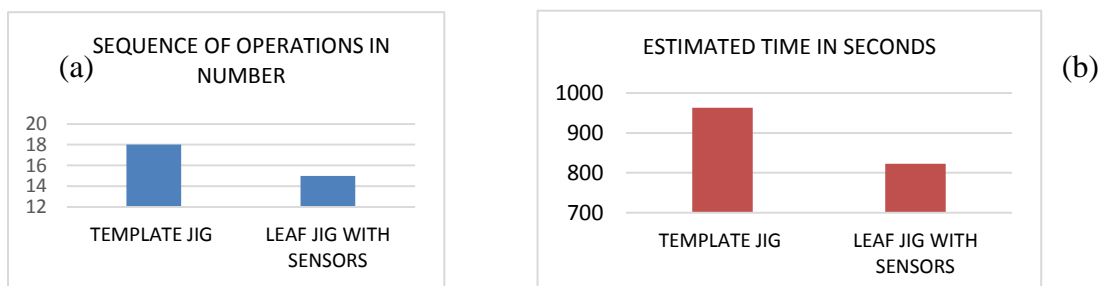 (a)
SEQUENCE OF OPERATIONS IN
NUMBER
20
18
16
14
12
TEMPLATE JIG
LEAF JIG WITH
SENSORS
ESTIMATED TIME IN SECONDS
(b)
1000
900
800
700
TEMPLATE JIG
LEAF JIG WITH
SENSORS